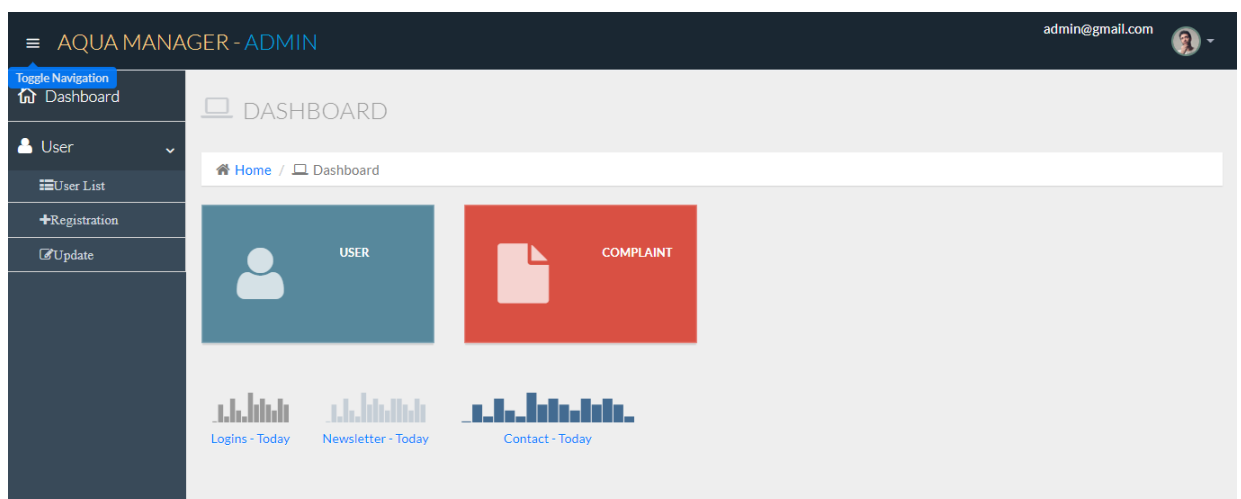 AQUA MANAGER - ADMIN
admin@gmail.com
Toggle Navigation
Dashboard
User
User List
Registration
Update
DASHBOARD
Home / Dashboard
USER
COMPLAINT
Logins - Today
Newsletter - Today
Contact - Today